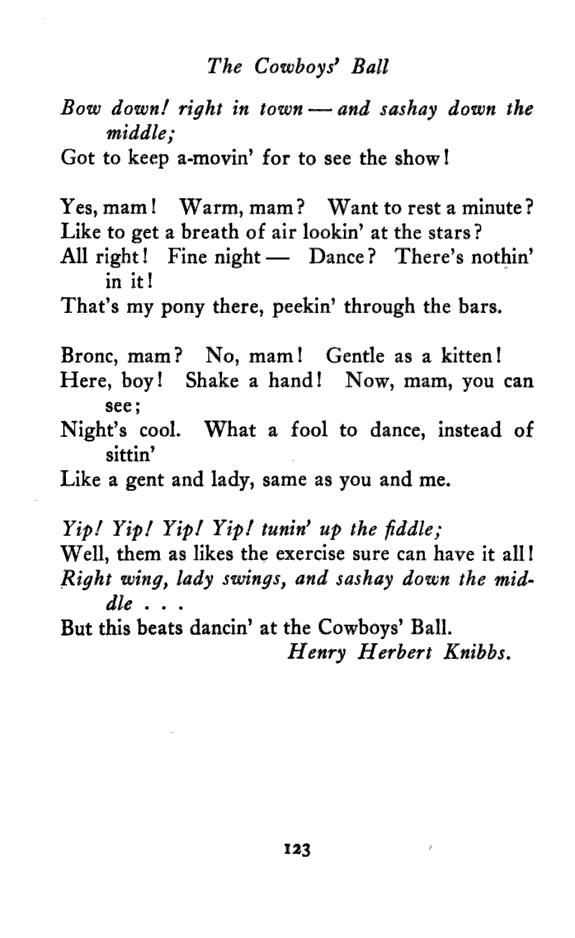 The Cowboys' Ball
Bow down! right in town — and sashay down the
middle;
Got to keep a-movin' for to see the show!
Yes, mam! Warm, mam? Want to rest a minute?
Like to get a breath of air lookin' at the stars?
All right! Fine night — Dance? There's nothin'
in it!
That's my pony there, peekin' through the bars.
Bronc, mam? No, mam! Gentle as a kitten!
Here, boy! Shake a hand! Now, mam, you can
see;
Night's cool. What a fool to dance, instead of
sittin'
Like a gent and lady, same as you and me.
Yip! Yip! Yip! Yip! tunin' up the fiddle;
Well, them as likes the exercise sure can have it all!
Right wing, lady swings, and sashay down the mid-
dle . . .
But this beats dancin' at the Cowboys' Ball.
Henry Herbert Knibbs.
123